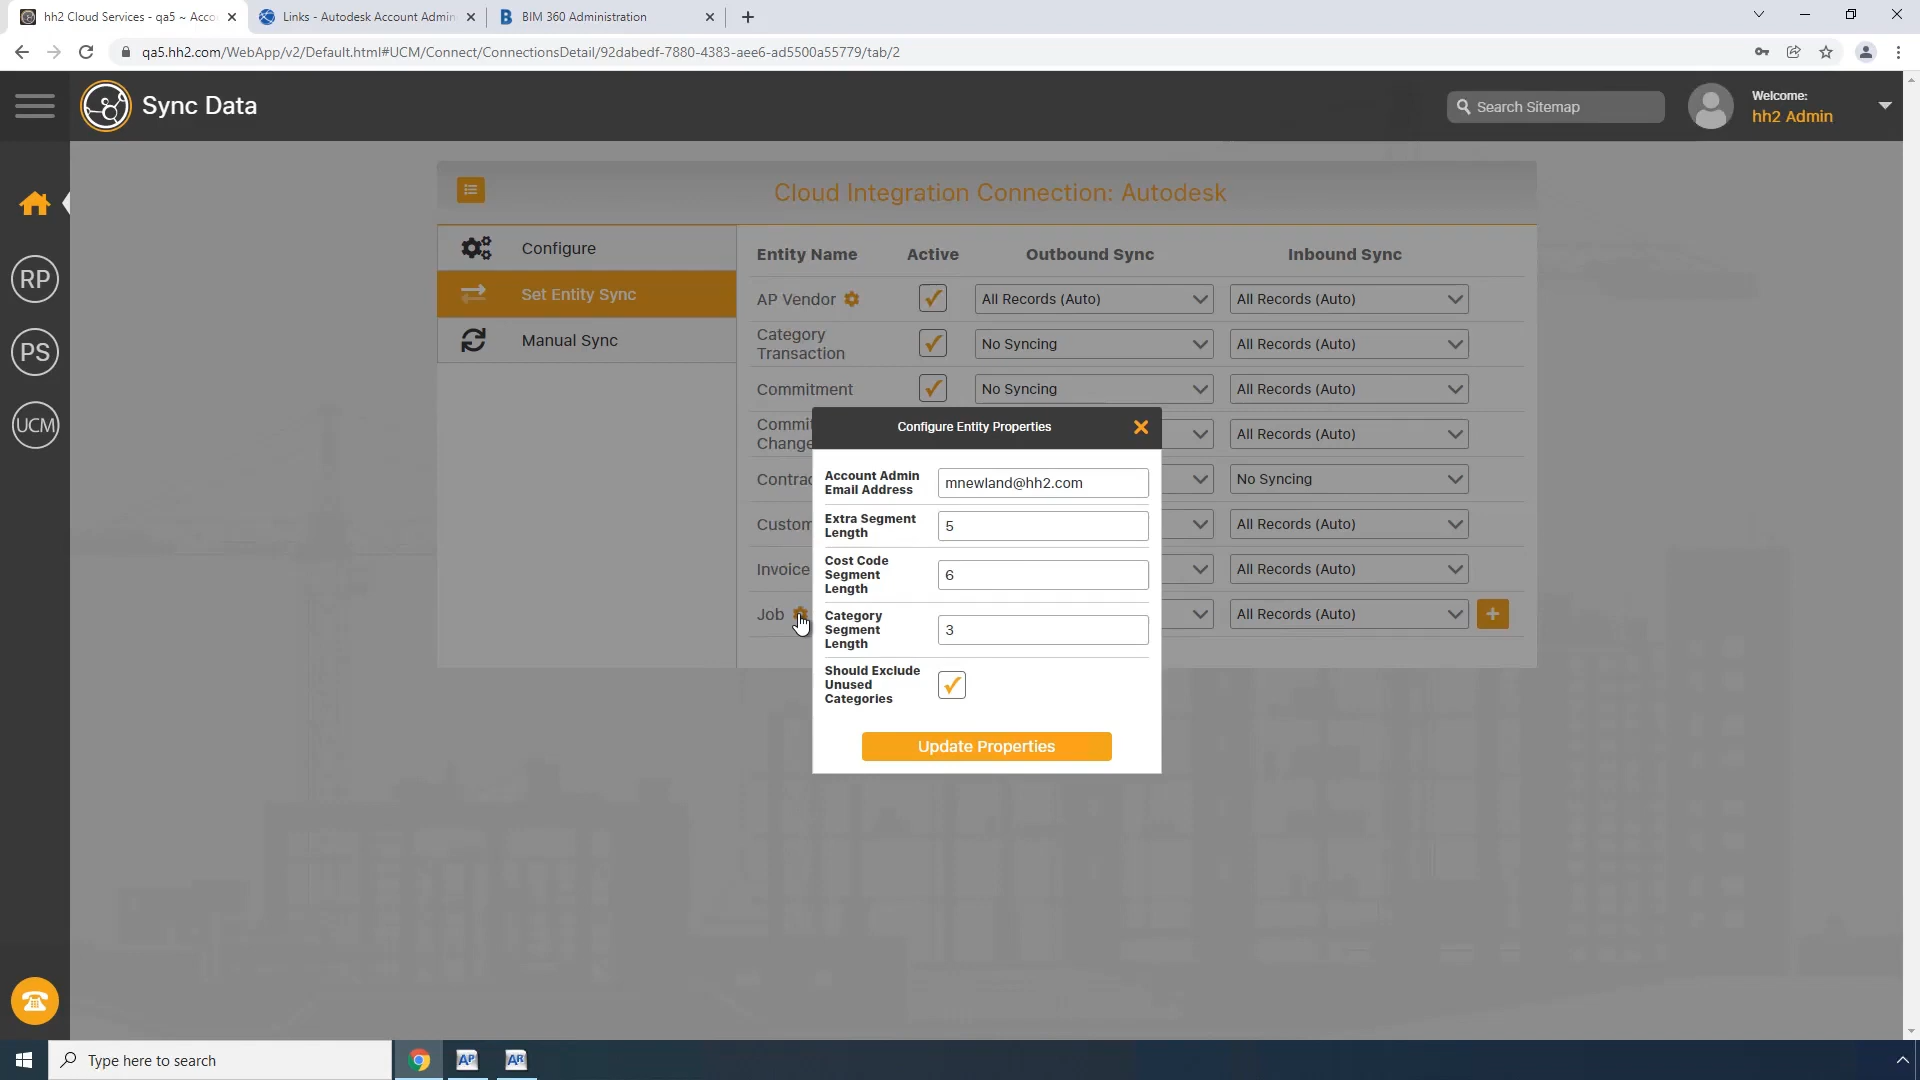 hh2 Cloud Services - qa5 ~ Acco
Links - Autodesk Account Admin
BIM 360 Administration
qa5.hh2.com/WebApp/v2/Default.html#UCM/Connect/ConnectionsDetail/92dabedf-7880-4383-aee6-ad5500a55779/tab/2
Sync Data
Search Sitemap
Welcome:
hh2 Admin
RP
PS
UCM
Cloud Integration Connection: Autodesk
Configure
Set Entity Sync
Manual Sync
Entity Name Active Outbound Sync Inbound Sync
AP Vendor All Records (Auto) All Records (Auto)
Category
Transaction
No Syncing All Records (Auto)
Commitment No Syncing All Records (Auto)
Commi
Change
All Records (Auto)
Contrac No Syncing
Custom All Records (Auto)
Invoice All Records (Auto)
Job All Records (Auto) +
Configure Entity Properties
Account Admin
Email Address
mnewland@hh2.com
Extra Segment
Length
5
Cost Code
Segment
Length
6
Category
Segment
Length
3
Should Exclude
Unused
Categories
Update Properties
Type here to search
AP
AR